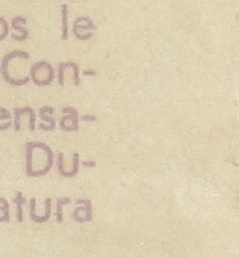 os le
Con-
ensa-
Du-
atura